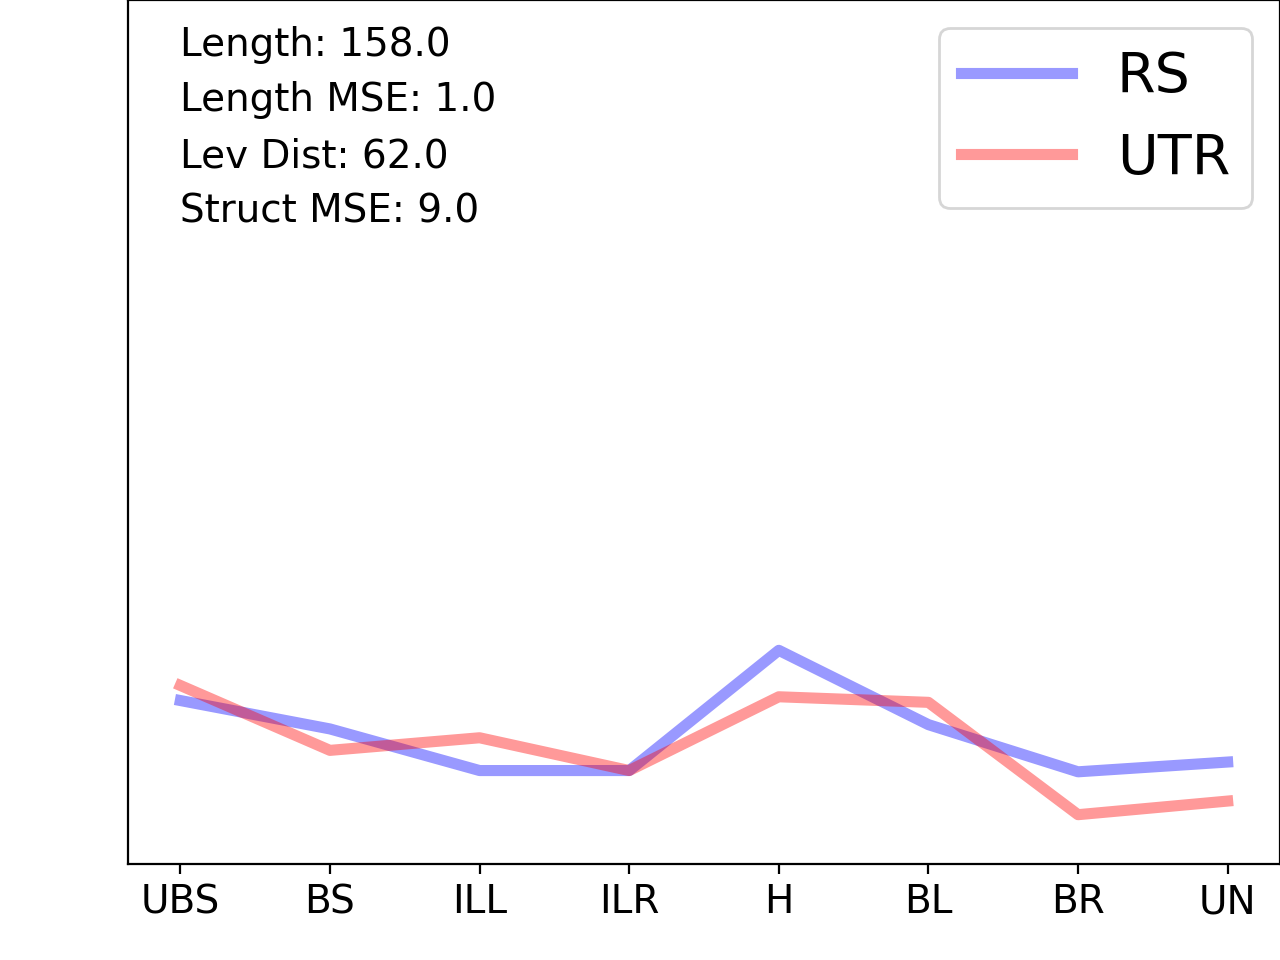 Length: 158.0
Length MSE: 1.0
Lev Dist: 62.0
Struct MSE: 9.0
RS
UTR
UBS BS ILL ILR H BL BR UN